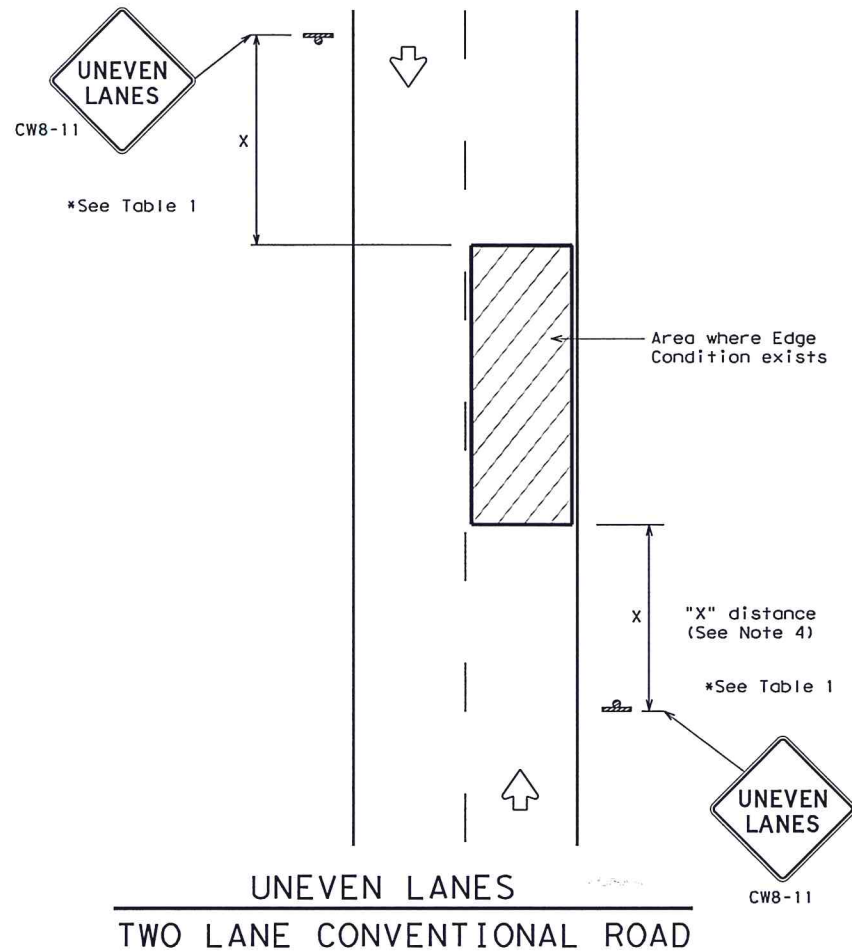 UNEVEN
LANES
CW8-11
X
*See Table 1
Area where Edge
Condition exists
X
"X" distance
(See Note 4)
*See Table 1
UNEVEN
LANES
CW8-11
UNEVEN LANES
TWO LANE CONVENTIONAL ROAD